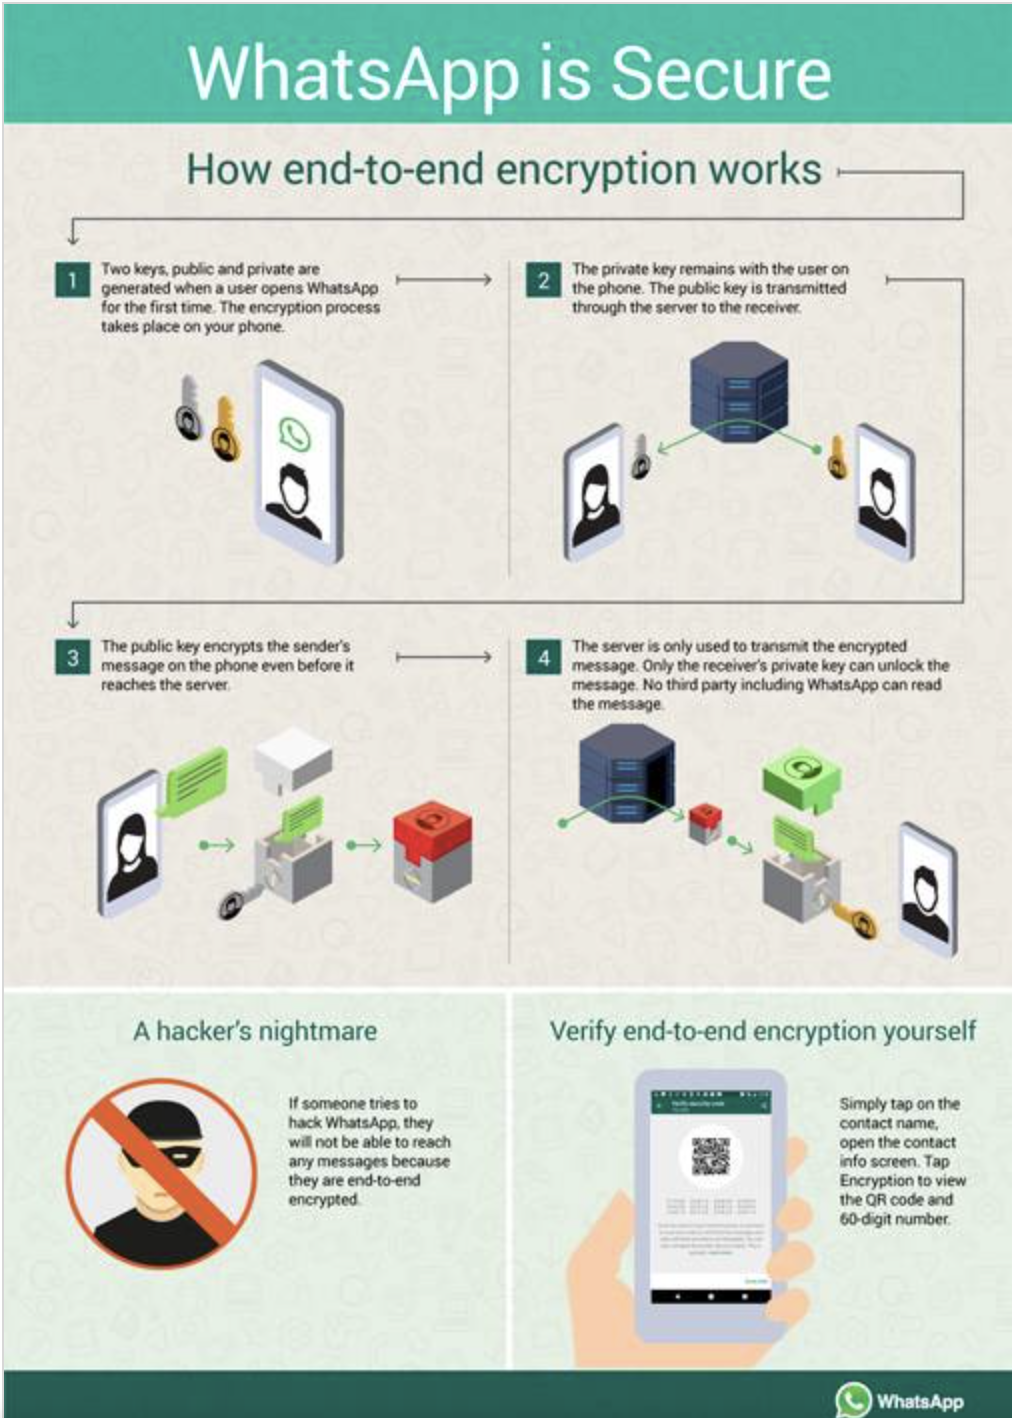 WhatsApp is Secure
How end-to-end encryption works
1
Two keys, public and private are
generated when a user opens WhatsApp
for the first time. The encryption process
takes place on your phone.
2
The private key remains with the user on
the phone. The public key is transmitted
through the server to the receiver.
3
The public key encrypts the sender's
message on the phone even before it
reaches the server.
4
The server is only used to transmit the encrypted
message. Only the receiver's private key can unlock the
message. No third party including WhatsApp can read
the message.
A hacker's nightmare
If someone tries to
hack WhatsApp, they
will not be able to reach
any messages because
they are end-to-end
encrypted.
Verify end-to-end encryption yourself
Simply tap on the
contact name,
open the contact
info screen. Tap
Encryption to view
the QR code and
60-digit number.
WhatsApp